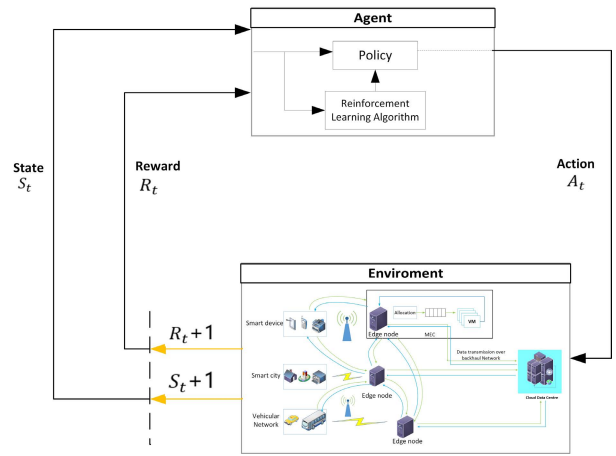 Agent
Policy
Reinforcement
Learning Algorithm
State
S_t
Reward
R_t
Action
A_t
Enviroment
Smart device
Allocation
VM
Edge node
MEC
Data transmission over
backhaul Network
R_t+1
Smart city
Edge node
Cloud Data Centre
S_t+1
Vehicular
Network
Edge node